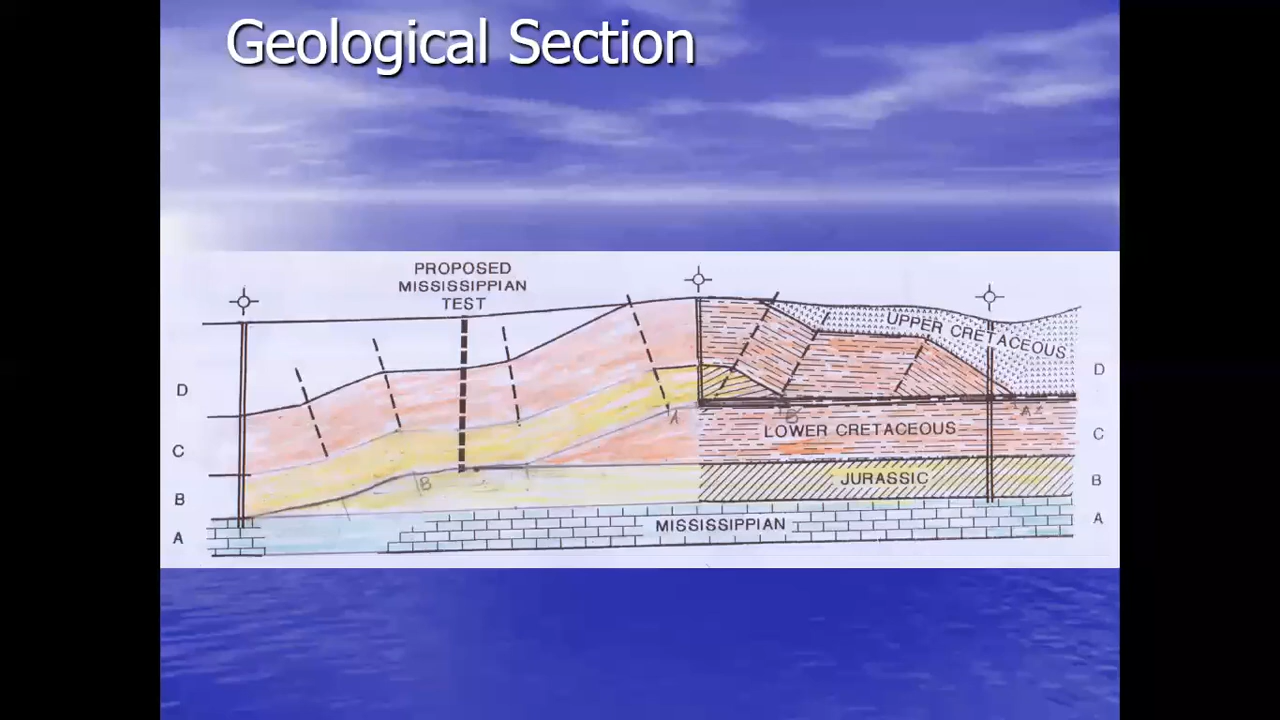 Geological Section
PROPOSED
MISSISSIPPIAN
TEST
UPPER CRETACEOUS
D
D
A
B
A
LOWER CRETACEOUS
C
C
B
JURASSIC
B
B
A
MISSISSIPPIAN
A